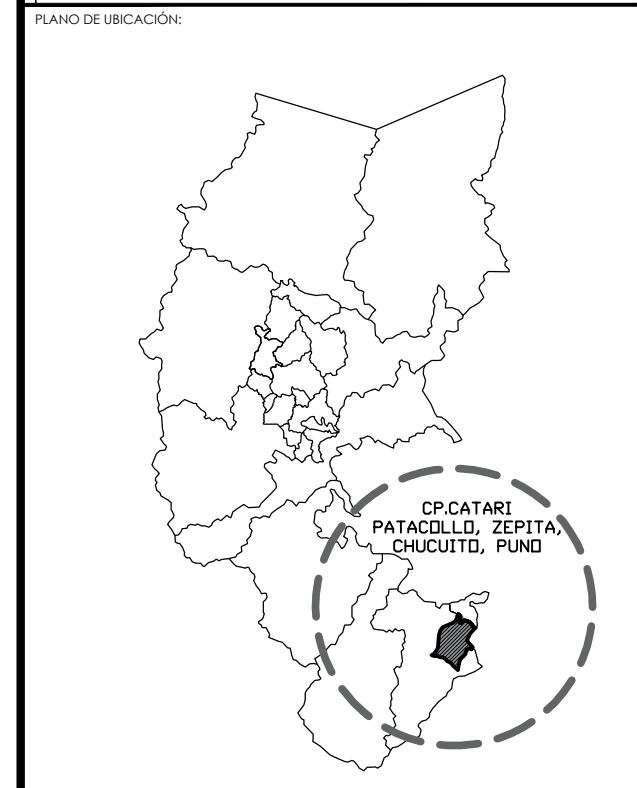 PLANO DE UBICACIÓN:
CP.CATARI
PATACOLLO, ZEPITA,
CHUCUITO, PUNO